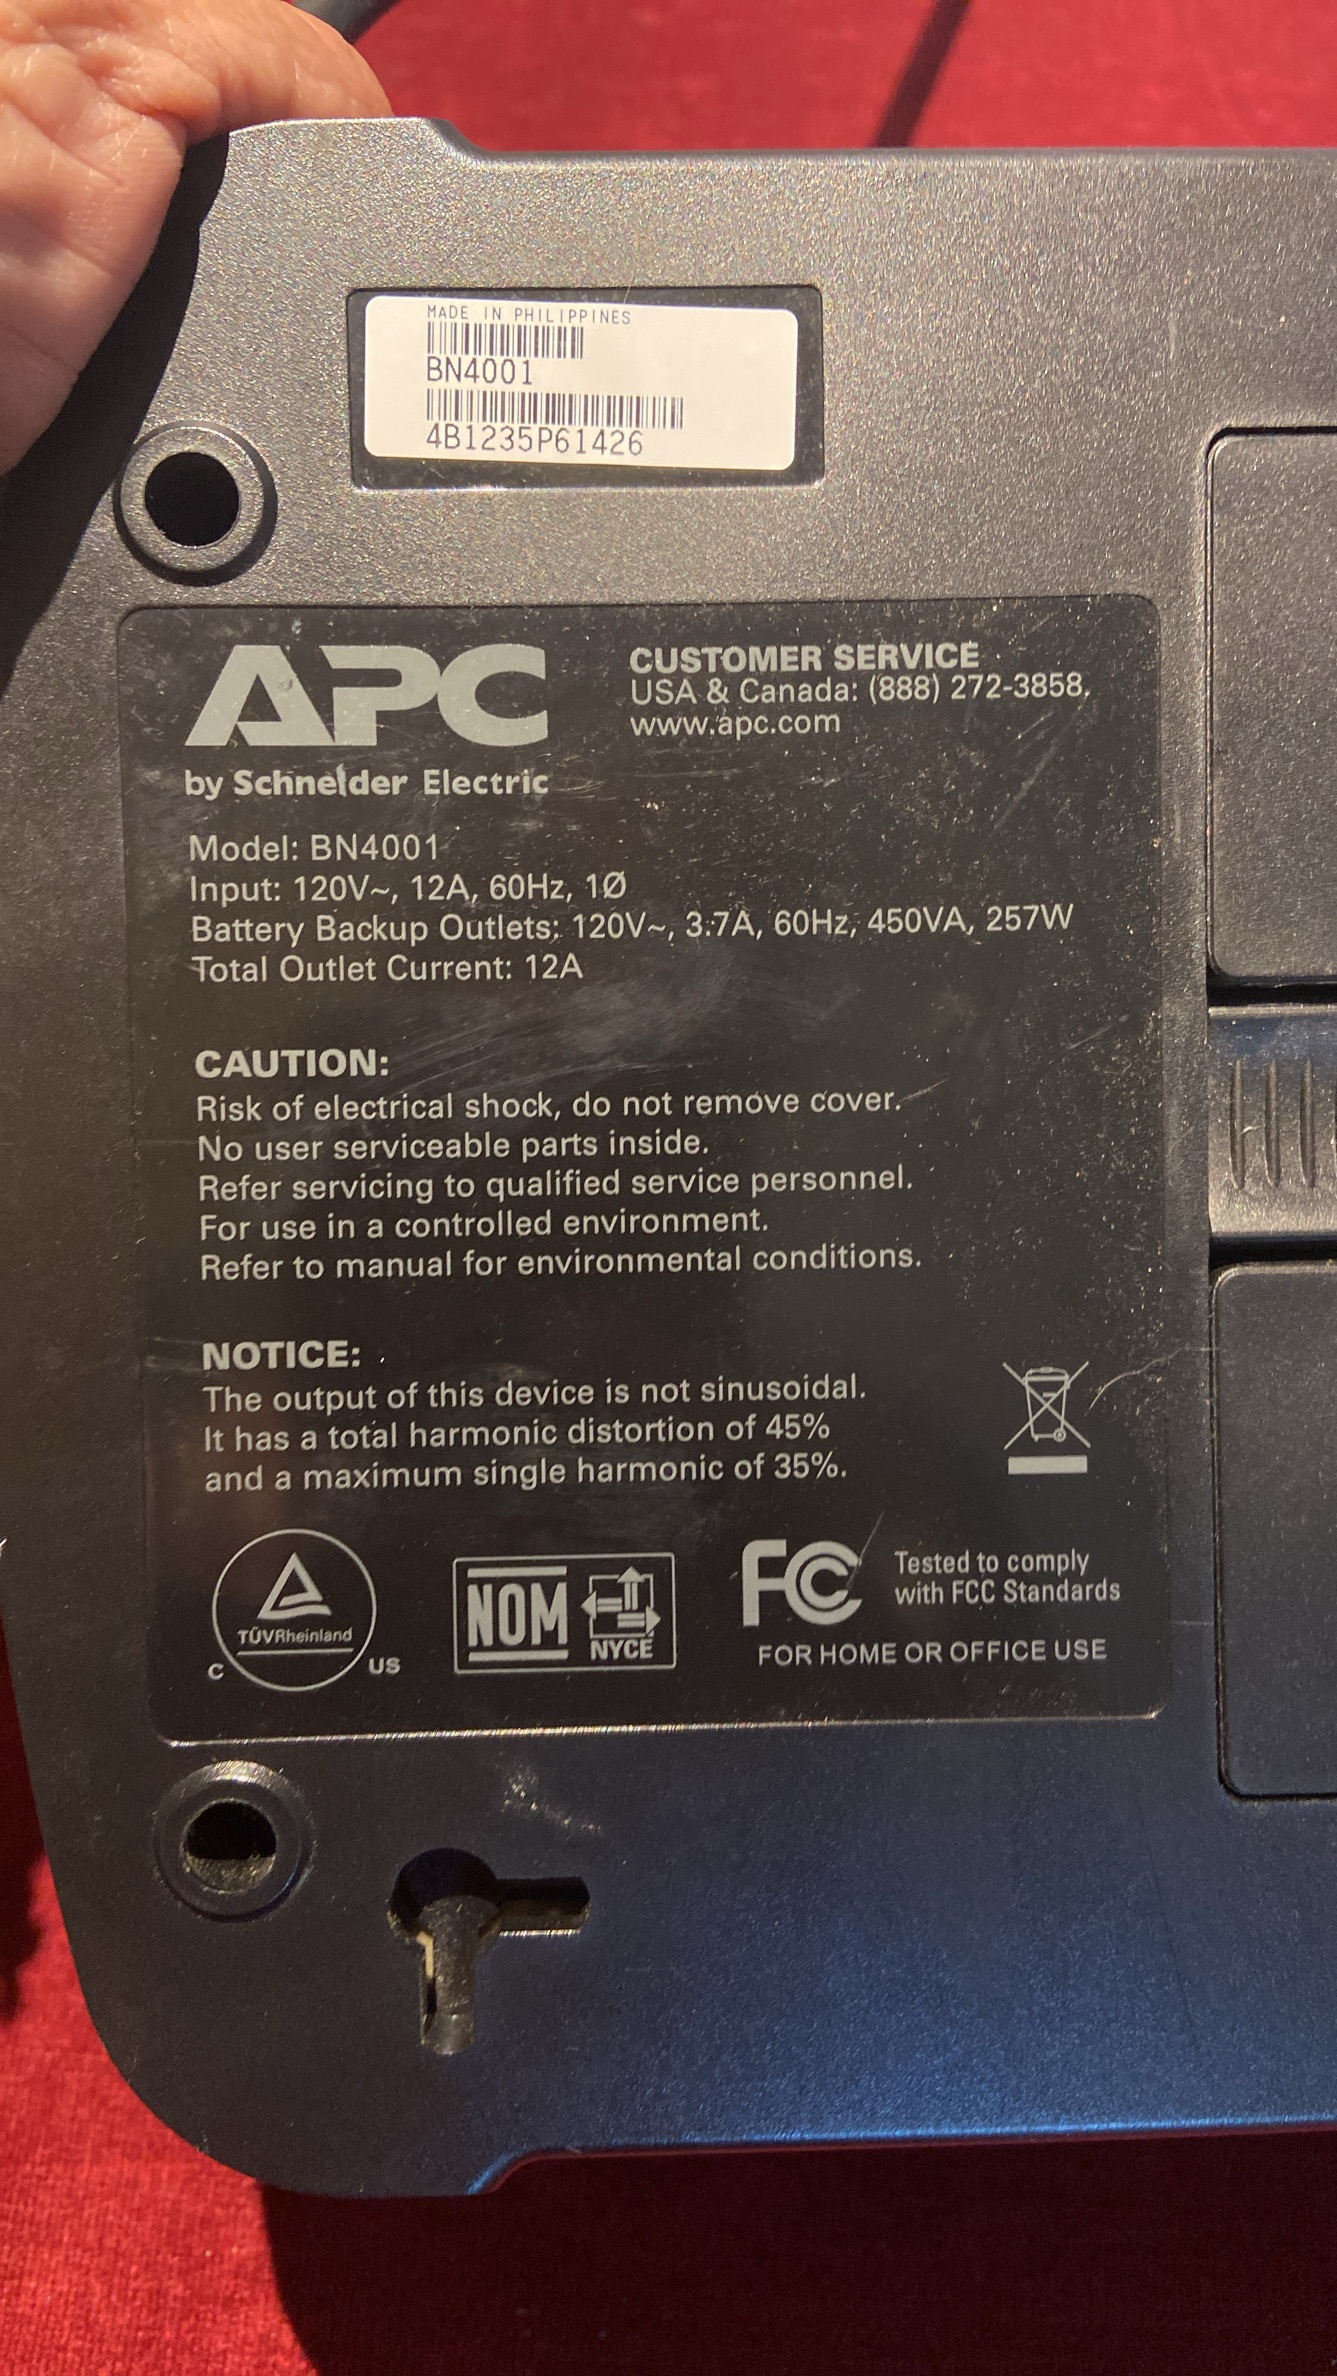 MADE IN PHILIPPINES
BN4001
4B1235P61426
APC
by Schneider Electric
CUSTOMER SERVICE
USA & Canada: (888) 272-3858.
www.apc.com
Model: BN4001
Input: 120V~, 12A, 60Hz, 1Ø
Battery Backup Outlets: 120V~, 3.7A, 60Hz, 450VA, 257W
Total Outlet Current: 12A
CAUTION:
Risk of electrical shock, do not remove cover.
No user serviceable parts inside.
Refer servicing to qualified service personnel.
For use in a controlled environment.
Refer to manual for environmental conditions.
NOTICE:
The output of this device is not sinusoidal.
It has a total harmonic distortion of 45%
and a maximum single harmonic of 35%.
TÜVRheinland
C US
NOM
NYCE
FC
Tested to comply
with FCC Standards
FOR HOME OR OFFICE USE